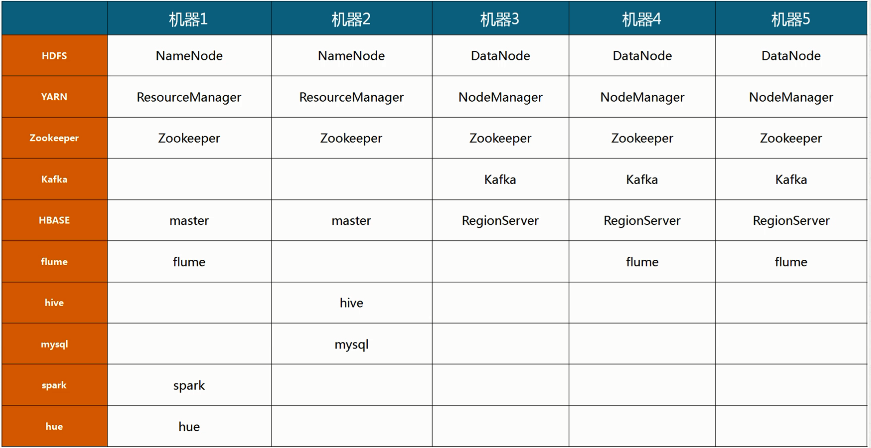 机器1 机器2 机器3 机器4 机器5
HDFS NameNode NameNode DataNode DataNode DataNode
YARN ResourceManager ResourceManager NodeManager NodeManager NodeManager
Zookeeper Zookeeper Zookeeper Zookeeper Zookeeper Zookeeper
Kafka Kafka Kafka Kafka
HBASE master master RegionServer RegionServer RegionServer
flume flume flume flume
hive hive
mysql mysql
spark spark
hue hue